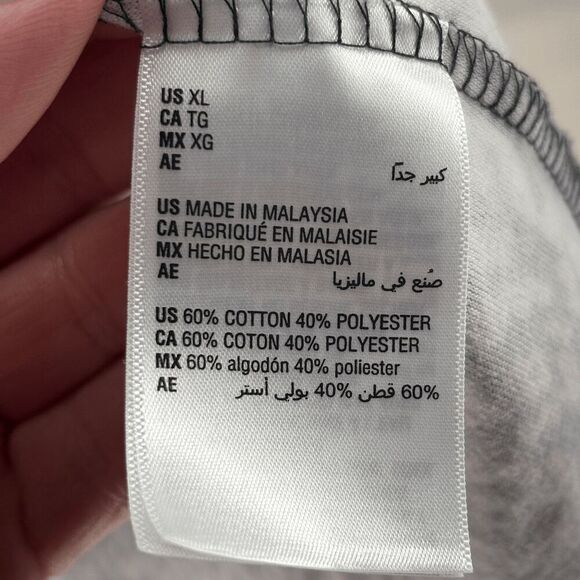 US XL
CA TG
MX XG
AE كبير جدًا
US MADE IN MALAYSIA
CA FABRIQUÉ EN MALAISIE
MX HECHO EN MALASIA
AE صُنع في ماليزيا
US 60% COTTON 40% POLYESTER
CA 60% COTON 40% POLYESTER
MX 60% algodón 40% poliester
AE 60% قطن 40% بولي أستر